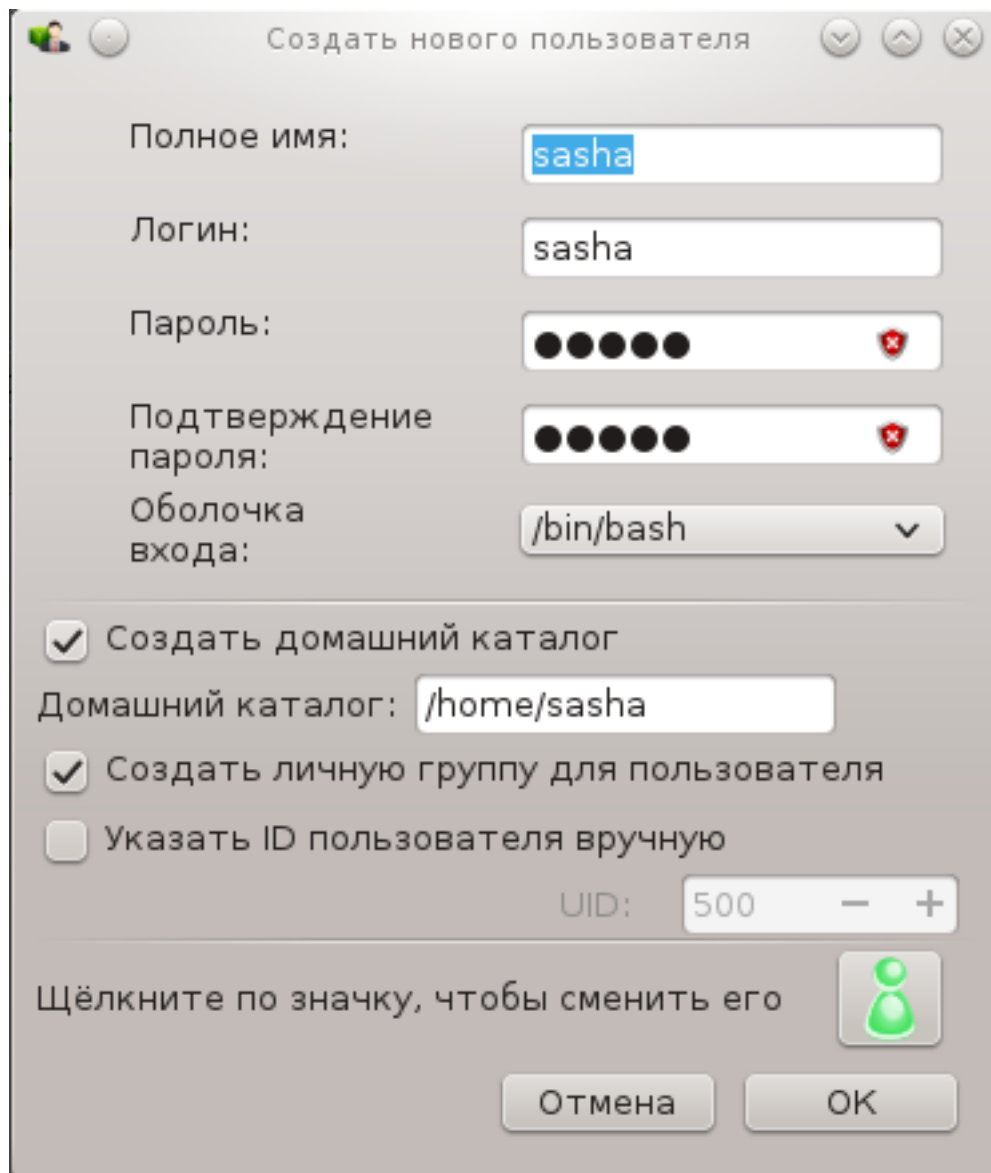 Создать нового пользователя
Полное имя:
sasha
Логин:
sasha
Пароль:
●●●●●
Подтверждение
пароля:
●●●●●
Оболочка
входа:
/bin/bash
Создать домашний каталог
Домашний каталог: /home/sasha
Создать личную группу для пользователя
Указать ID пользователя вручную
UID: 500 − +
Щёлкните по значку, чтобы сменить его
Отмена OK